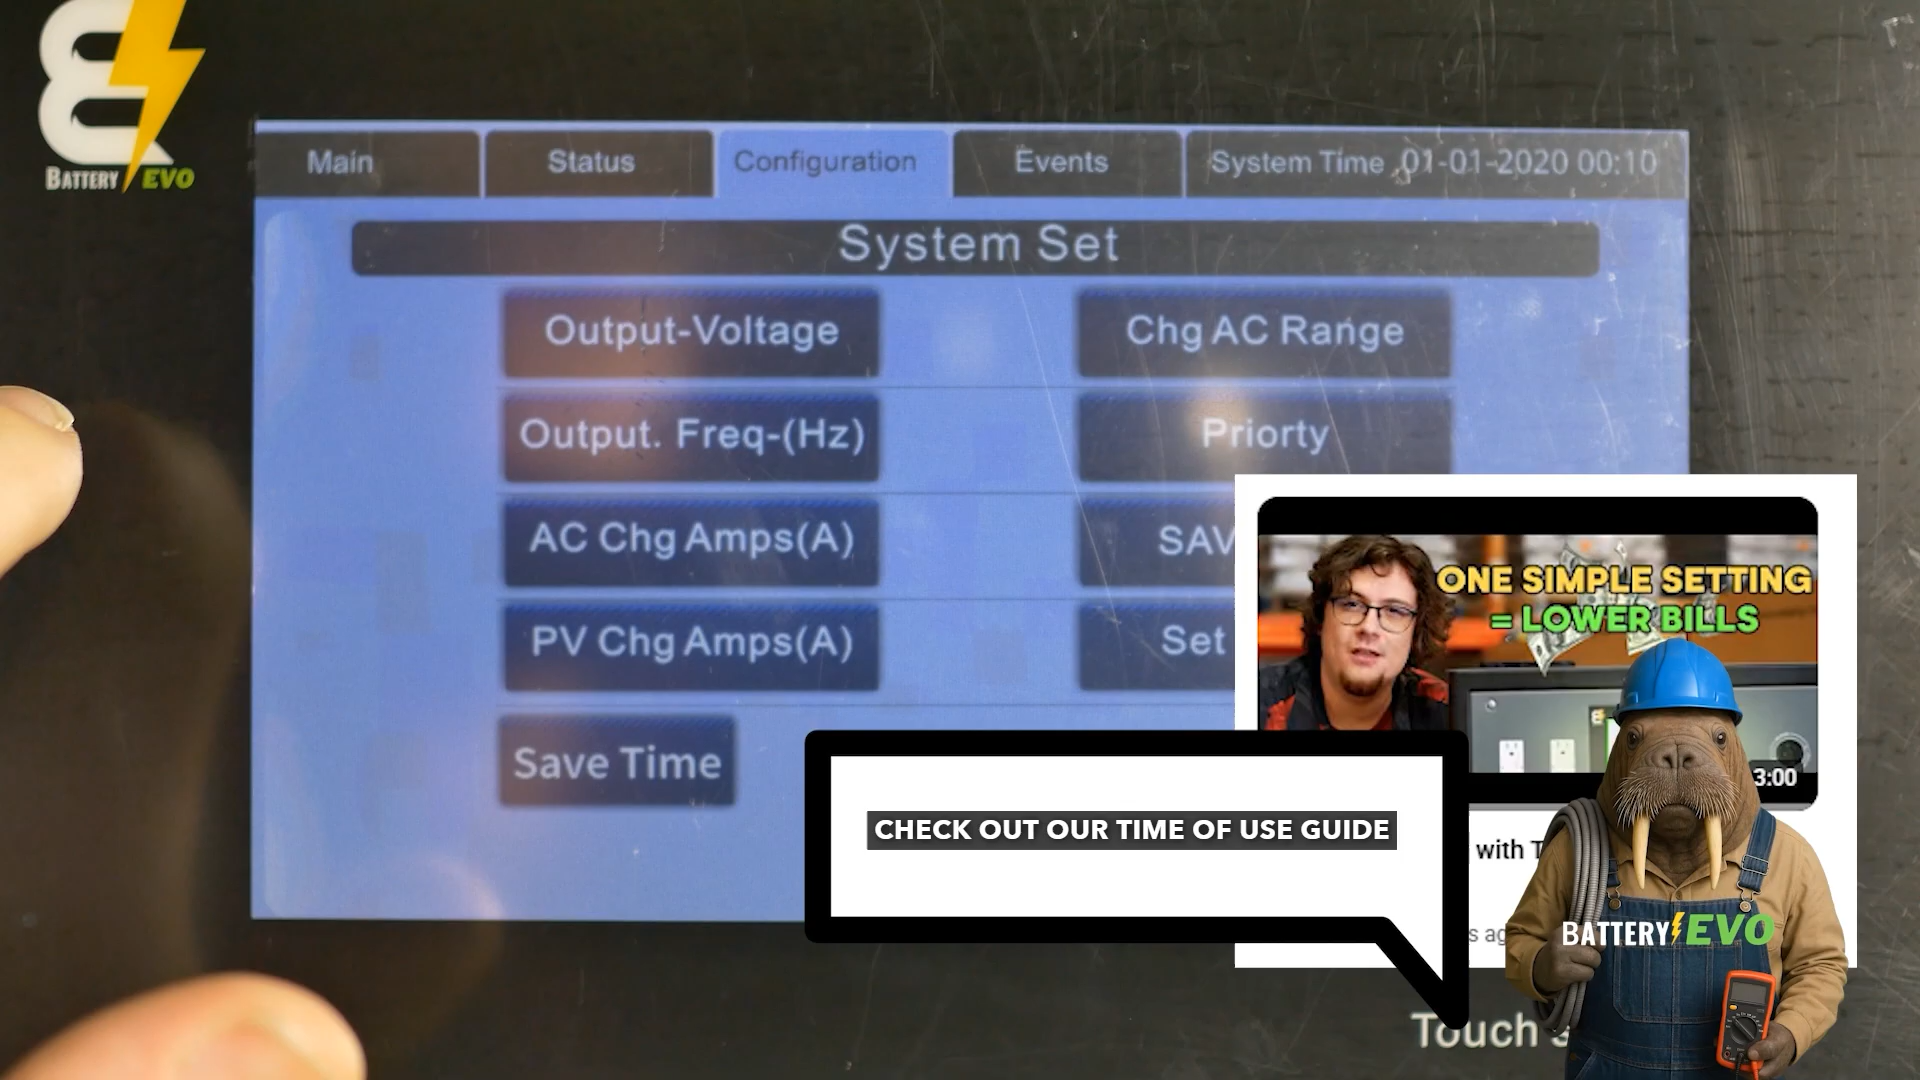 BATTERY EVO
Main
Status
Configuration
Events
System Time 01-01-2020 00:10
System Set
Output-Voltage
Chg AC Range
Output. Freq-(Hz)
Priorty
AC Chg Amps(A)
SAV
PV Chg Amps(A)
Set
Save Time
ONE SIMPLE SETTING
= LOWER BILLS
3:00
CHECK OUT OUR TIME OF USE GUIDE
with T
s ag
BATTERY EVO
Touch s